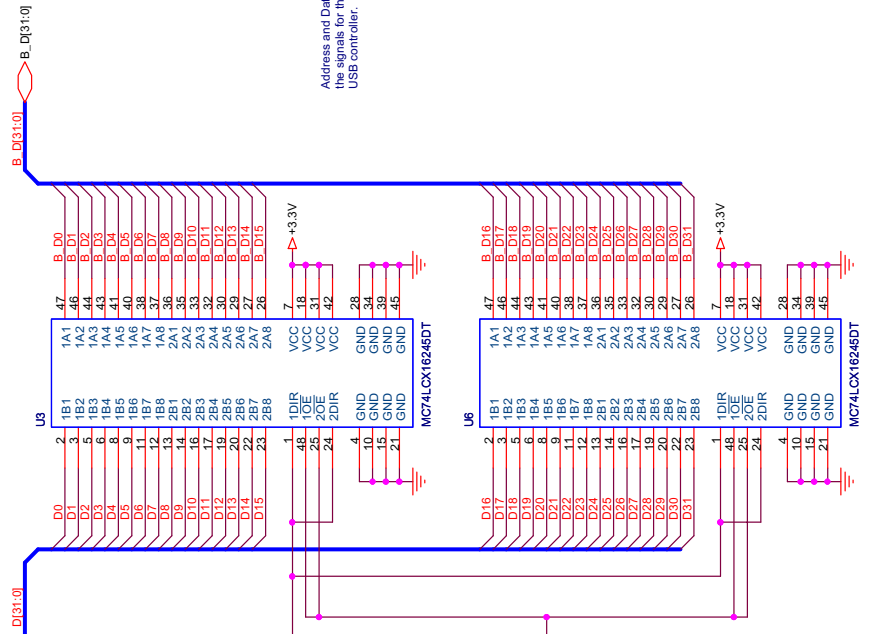 B_D[31:0]
B_D[31:0]
Address and Dat
the signals for th
USB controller.
B_D0
B_D1
B_D2
B_D3
B_D4
B_D5
B_D6
B_D7
B_D8
B_D9
B_D10
B_D11
B_D12
B_D13
B_D14
B_D15
+3.3V
47
46
44
43
41
40
38
37
36
35
33
32
30
29
27
26
7
18
31
42
28
34
39
45
1A1
1A2
1A3
1A4
1A5
1A6
1A7
1A8
2A1
2A2
2A3
2A4
2A5
2A6
2A7
2A8
VCC
VCC
VCC
VCC
GND
GND
GND
GND
U3
1B1
1B2
1B3
1B4
1B5
1B6
1B7
1B8
2B1
2B2
2B3
2B4
2B5
2B6
2B7
2B8
1DIR
1OE
2OE
2DIR
GND
GND
GND
GND
MC74LCX16245DT
2
3
5
6
8
9
11
12
13
14
16
17
19
20
22
23
1
48
25
24
4
10
15
21
D0
D1
D2
D3
D4
D5
D6
D7
D8
D9
D10
D11
D12
D13
D14
D15
D[31:0]
B_D16
B_D17
B_D18
B_D19
B_D20
B_D21
B_D22
B_D23
B_D24
B_D25
B_D26
B_D27
B_D28
B_D29
B_D30
B_D31
+3.3V
47
46
44
43
41
40
38
37
36
35
33
32
30
29
27
26
7
18
31
42
28
34
39
45
1A1
1A2
1A3
1A4
1A5
1A6
1A7
1A8
2A1
2A2
2A3
2A4
2A5
2A6
2A7
2A8
VCC
VCC
VCC
VCC
GND
GND
GND
GND
U6
1B1
1B2
1B3
1B4
1B5
1B6
1B7
1B8
2B1
2B2
2B3
2B4
2B5
2B6
2B7
2B8
1DIR
1OE
2OE
2DIR
GND
GND
GND
GND
MC74LCX16245DT
2
3
5
6
8
9
11
12
13
14
16
17
19
20
22
23
1
48
25
24
4
10
15
21
D16
D17
D18
D19
D20
D21
D22
D23
D24
D25
D26
D27
D28
D29
D30
D31